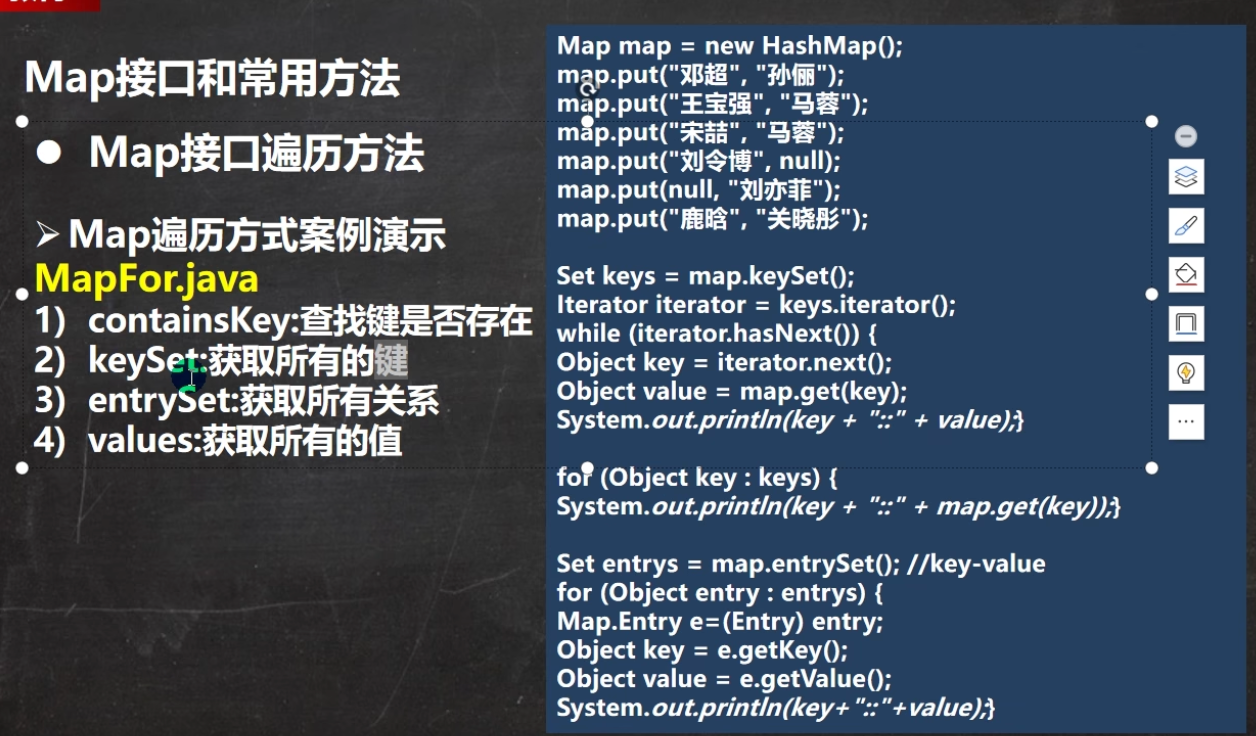 Map接口和常用方法
● Map接口遍历方法
➢ Map遍历方式案例演示
MapFor.java
1) containsKey:查找键是否存在
2) keySet:获取所有的键
3) entrySet:获取所有关系
4) values:获取所有的值
Map map = new HashMap();
map.put("邓超", "孙俪");
map.put("王宝强", "马蓉");
map.put("宋喆", "马蓉");
map.put("刘令博", null);
map.put(null, "刘亦菲");
map.put("鹿晗", "关晓彤");
Set keys = map.keySet();
Iterator iterator = keys.iterator();
while (iterator.hasNext()) {
Object key = iterator.next();
Object value = map.get(key);
System.out.println(key + "::" + value);}
for (Object key : keys) {
System.out.println(key + "::" + map.get(key));}
Set entrys = map.entrySet(); //key-value
for (Object entry : entrys) {
Map.Entry e=(Entry) entry;
Object key = e.getKey();
Object value = e.getValue();
System.out.println(key+"::"+value);}